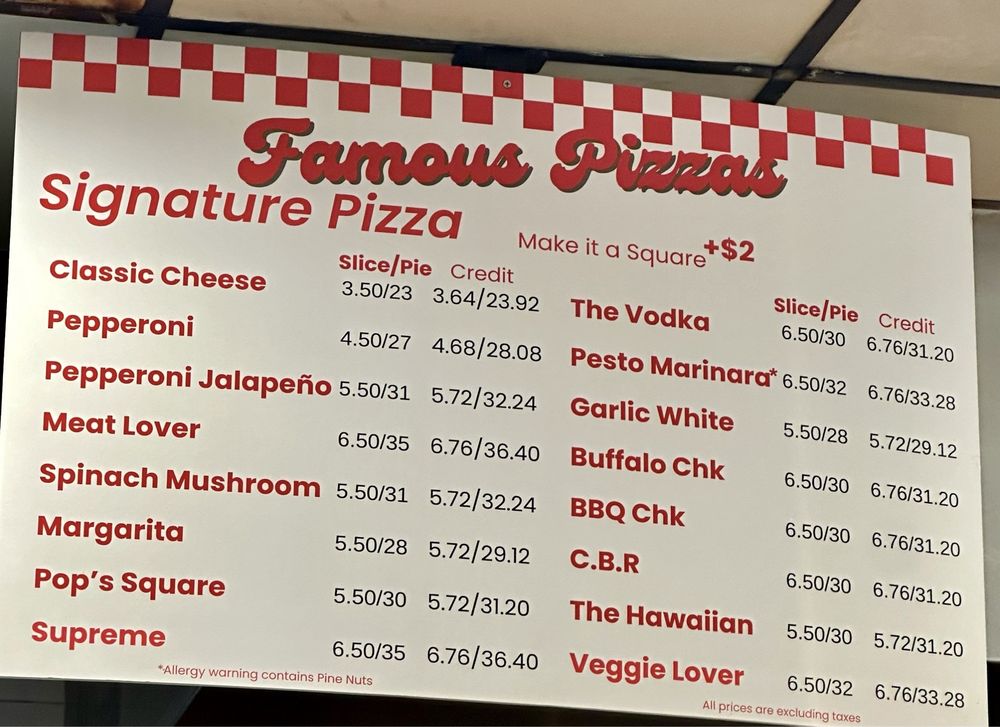 Famous Pizzas
Signature Pizza
Make it a Square +$2
Slice/Pie Credit
Classic Cheese 3.50/23 3.64/23.92
Pepperoni 4.50/27 4.68/28.08
Pepperoni Jalapeño 5.50/31 5.72/32.24
Meat Lover 6.50/35 6.76/36.40
Spinach Mushroom 5.50/31 5.72/32.24
Margarita 5.50/28 5.72/29.12
Pop's Square 5.50/30 5.72/31.20
Supreme 6.50/35 6.76/36.40
*Allergy warning contains Pine Nuts
Slice/Pie Credit
The Vodka 6.50/30 6.76/31.20
Pesto Marinara* 6.50/32 6.76/33.28
Garlic White 5.50/28 5.72/29.12
Buffalo Chk 6.50/30 6.76/31.20
BBQ Chk 6.50/30 6.76/31.20
C.B.R 6.50/30 6.76/31.20
The Hawaiian 5.50/30 5.72/31.20
Veggie Lover 6.50/32 6.76/33.28
All prices are excluding taxes